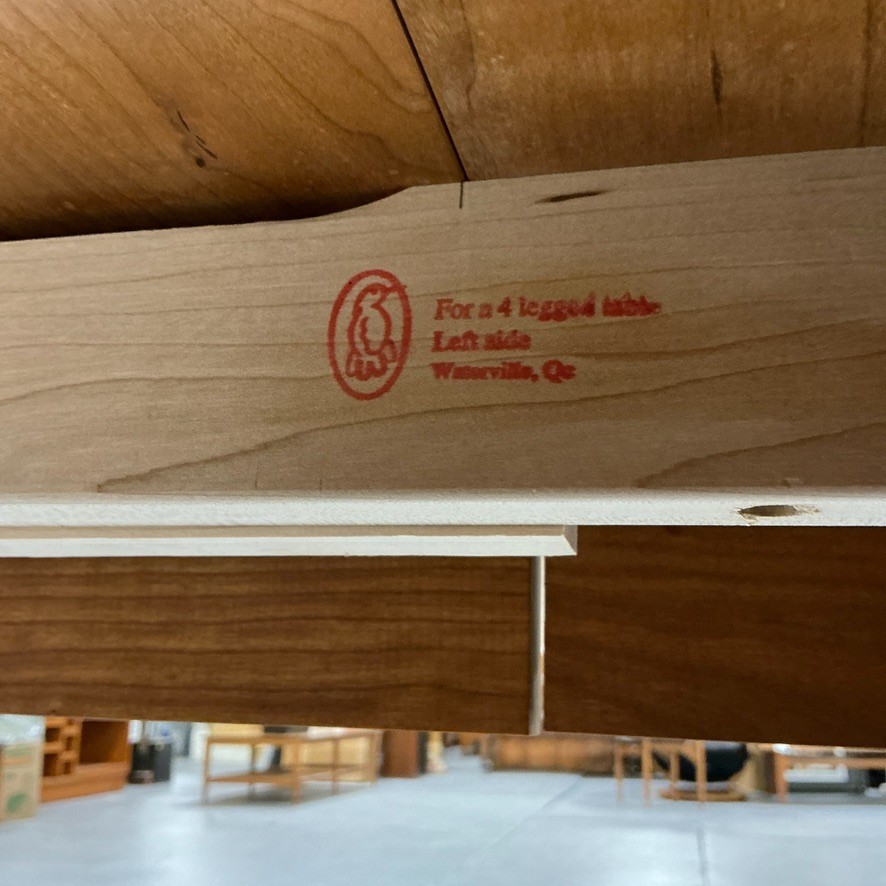 For a 4 legged table
Left side
Waterville, Qc